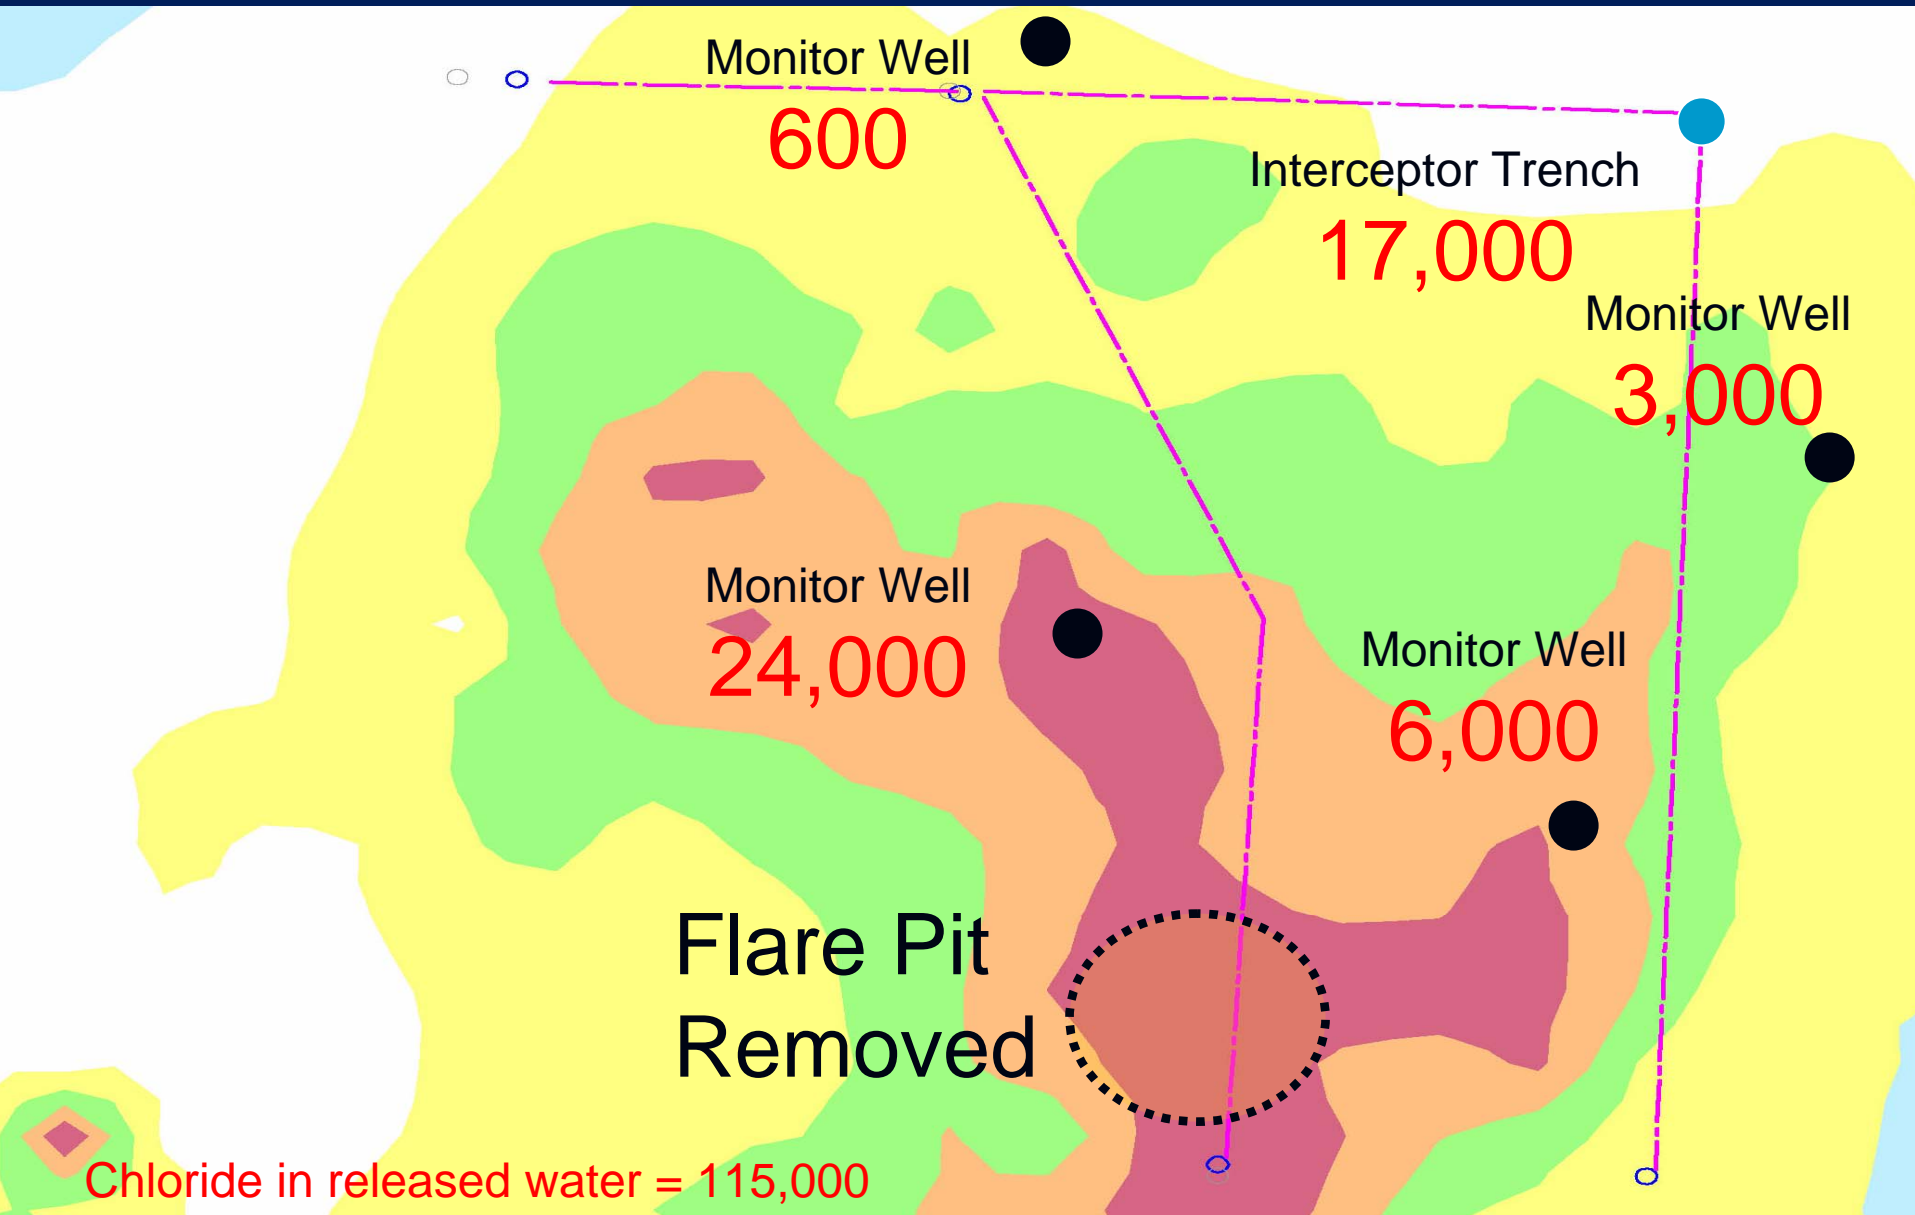 Monitor Well
600
Interceptor Trench
17,000
Monitor Well
3,000
Monitor Well
24,000
Monitor Well
6,000
Flare Pit
Removed
Chloride in released water = 115,000